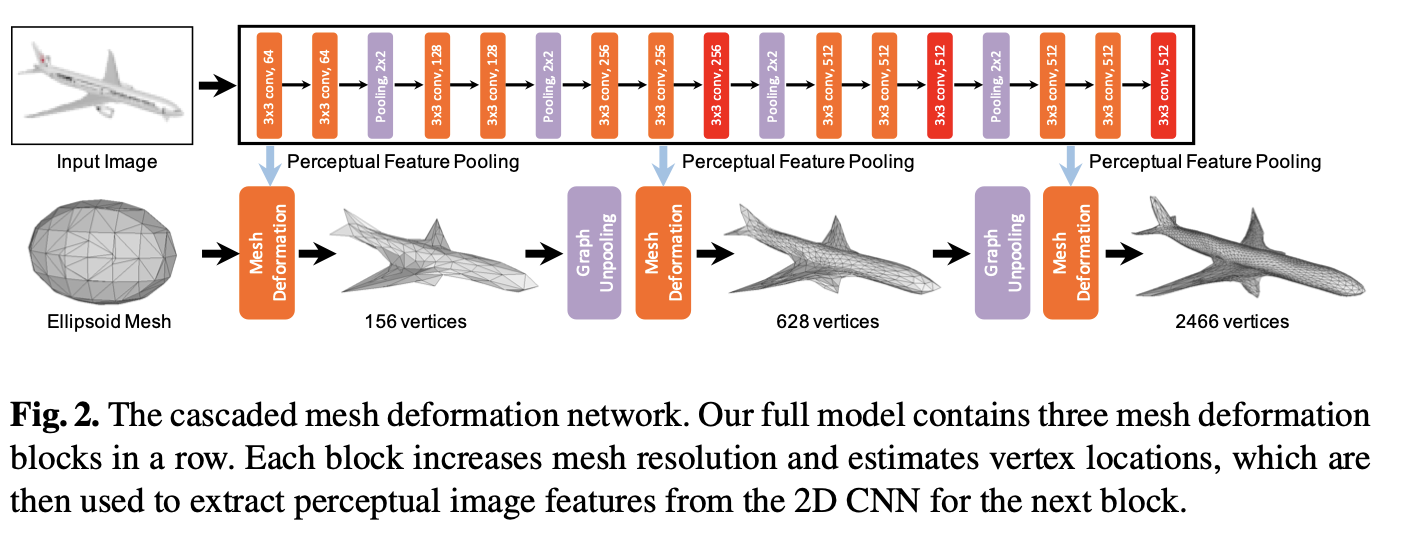 3x3 conv, 64
3x3 conv, 64
Pooling, 2x2
3x3 conv, 128
3x3 conv, 128
Pooling, 2x2
3x3 conv, 256
3x3 conv, 256
3x3 conv, 256
Pooling, 2x2
3x3 conv, 512
3x3 conv, 512
3x3 conv, 512
Pooling, 2x2
3x3 conv, 512
3x3 conv, 512
3x3 conv, 512
Input Image
Perceptual Feature Pooling
Perceptual Feature Pooling
Perceptual Feature Pooling
Mesh
Deformation
Graph
Unpooling
Mesh
Deformation
Graph
Unpooling
Mesh
Deformation
Ellipsoid Mesh
156 vertices
628 vertices
2466 vertices
Fig. 2. The cascaded mesh deformation network. Our full model contains three mesh deformation
blocks in a row. Each block increases mesh resolution and estimates vertex locations, which are
then used to extract perceptual image features from the 2D CNN for the next block.